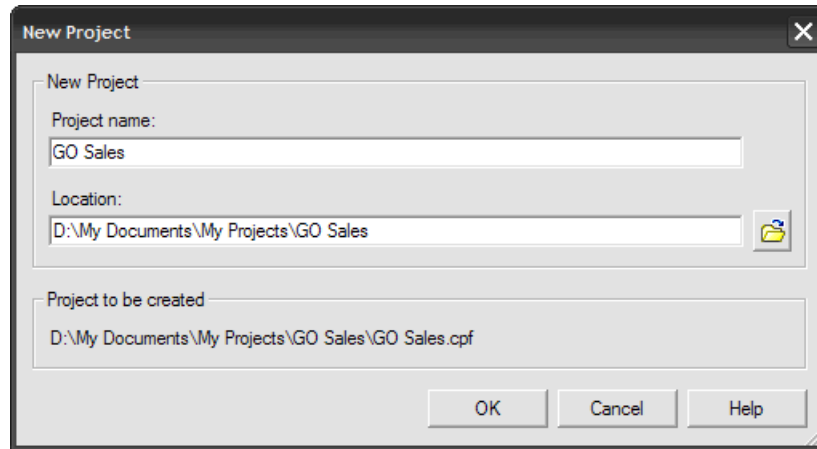 New Project
New Project
Project name:
GO Sales
Location:
D:\My Documents\My Projects\GO Sales
Project to be created
D:\My Documents\My Projects\GO Sales\GO Sales.cpf
OK Cancel Help